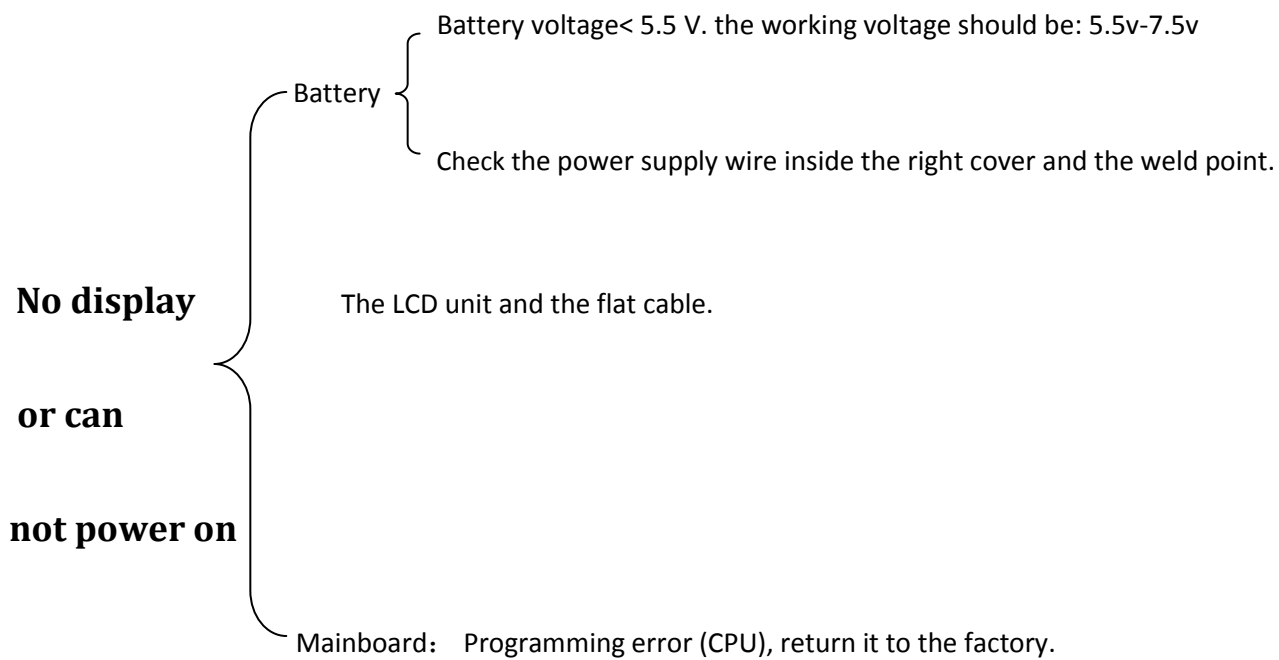 Battery voltage< 5.5 V. the working voltage should be: 5.5v-7.5v
Battery
Check the power supply wire inside the right cover and the weld point.
No display
The LCD unit and the flat cable.
or can
not power on
Mainboard： Programming error (CPU), return it to the factory.